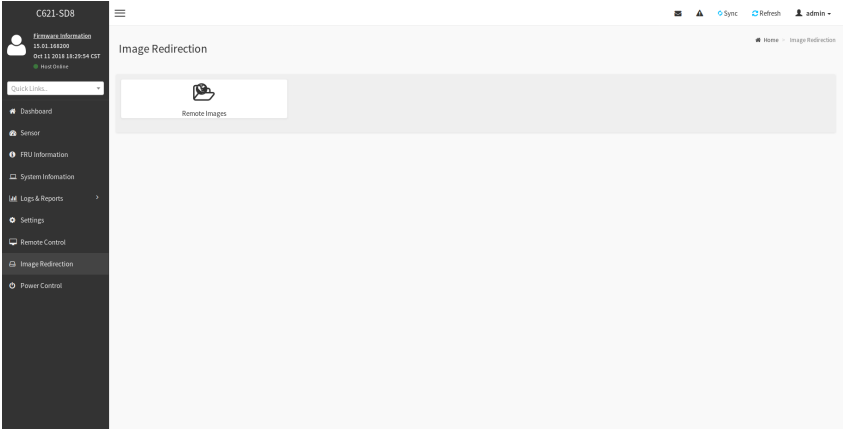 C621-SD8
Firmware Information
15.01.168200
Oct 11 2018 18:29:54 CST
Host Online
Quick Links..
Dashboard
Sensor
FRU Information
System Infomation
Logs & Reports
Settings
Remote Control
Image Redirection
Power Control
Sync
Refresh
admin
Image Redirection
Home
Image Redirection
Remote Images